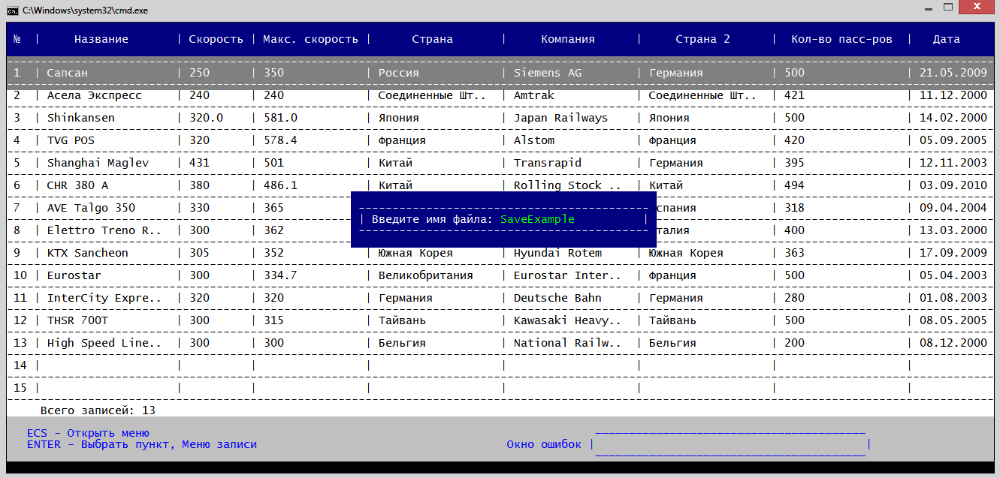 C:\Windows\system32\cmd.exe
№ | Название | Скорость | Макс. скорость | Страна | Компания | Страна 2 | Кол-во пасс-ров | Дата
1 | Сапсан | 250 | 350 | Россия | Siemens AG | Германия | 500 | 21.05.2009
2 | Асела Экспресс | 240 | 240 | Соединенные Шт.. | Amtrak | Соединенные Шт.. | 421 | 11.12.2000
3 | Shinkansen | 320.0 | 581.0 | Япония | Japan Railways | Япония | 500 | 14.02.2000
4 | TVG POS | 320 | 578.4 | Франция | Alstom | Франция | 420 | 05.09.2005
5 | Shanghai Maglev | 431 | 501 | Китай | Transrapid | Германия | 395 | 12.11.2003
6 | CHR 380 A | 380 | 486.1 | Китай | Rolling Stock .. | Китай | 494 | 03.09.2010
7 | AVE Talgo 350 | 330 | 365 спания | 318 | 09.04.2004
| Введите имя файла: SaveExample |
8 | Elettro Treno R.. | 300 | 362 талия | 400 | 13.03.2000
9 | KTX Sancheon | 305 | 352 | Южная Корея | Hyundai Rotem | Южная Корея | 363 | 17.09.2009
10 | Eurostar | 300 | 334.7 | Великобритания | Eurostar Inter.. | Франция | 500 | 05.04.2003
11 | InterCity Expre.. | 320 | 320 | Германия | Deutsche Bahn | Германия | 280 | 01.08.2003
12 | THSR 700T | 300 | 315 | Тайвань | Kawasaki Heavy.. | Тайвань | 500 | 08.05.2005
13 | High Speed Line.. | 300 | 300 | Бельгия | National Railw.. | Бельгия | 200 | 08.12.2000
14 | | | | | | | |
15 | | | | | | | |
Всего записей: 13
ECS - Открыть меню
ENTER - Выбрать пункт, Меню записи
Окно ошибок | |